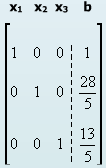 x₁ x₂ x₃ b
1 0 0 1
0 1 0 28/5
0 0 1 13/5